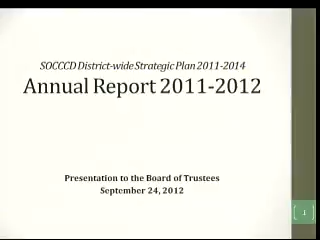 SOCCCD District-wide Strategic Plan 2011-2014
Annual Report 2011-2012
Presentation to the Board of Trustees
September 24, 2012
1